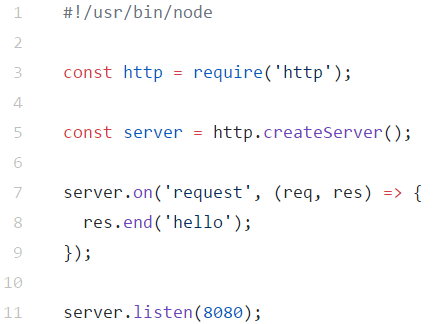 1 #!/usr/bin/node
2
3 const http = require('http');
4
5 const server = http.createServer();
6
7 server.on('request', (req, res) => {
8   res.end('hello');
9 });
10
11 server.listen(8080);